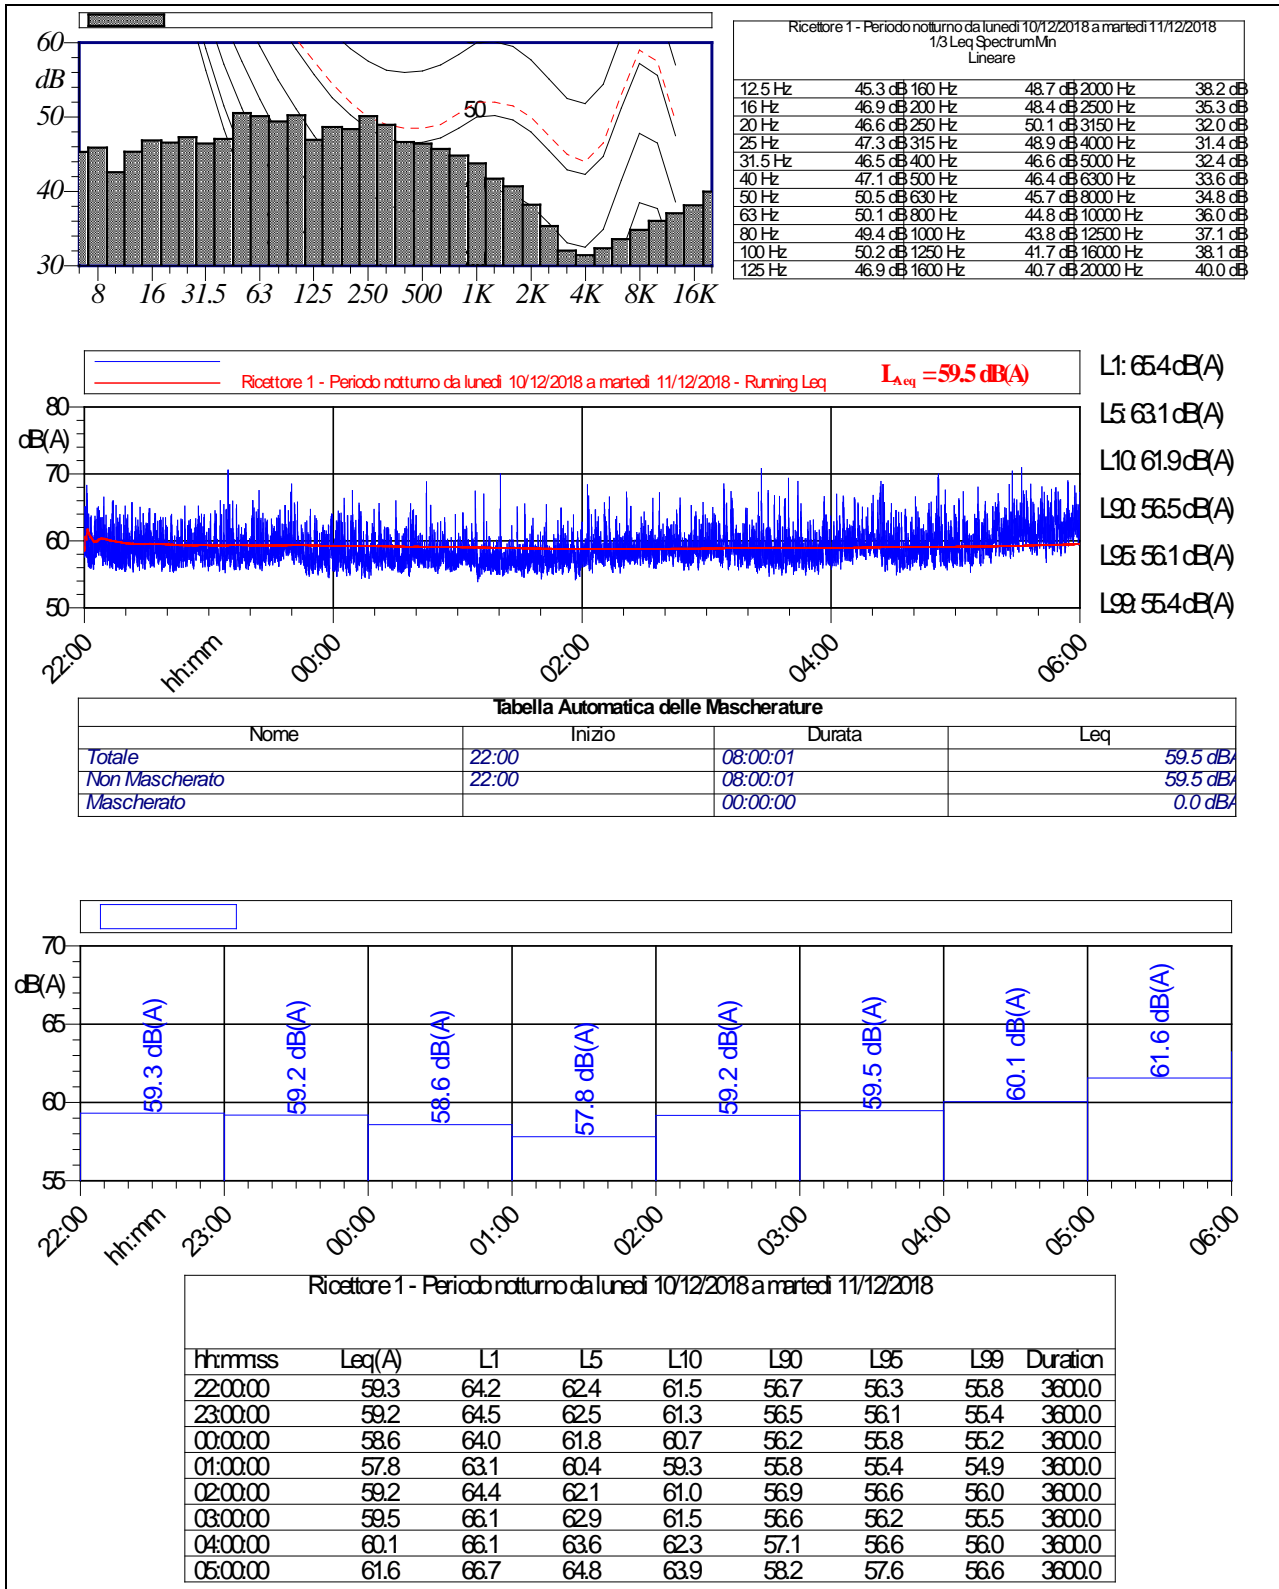 60
dB
50
40
30
50
8 16 31.5 63 125 250 500 1K 2K 4K 8K 16K
Ricettore 1 - Periodo notturno da lunedì 10/12/2018 a martedì 11/12/2018
1/3 Leq Spectrum Min
Lineare
12.5 Hz 45.3 dB 160 Hz 48.7 dB 2000 Hz 38.2 dB
16 Hz 46.9 dB 200 Hz 48.4 dB 2500 Hz 35.3 dB
20 Hz 46.6 dB 250 Hz 50.1 dB 3150 Hz 32.0 dB
25 Hz 47.3 dB 315 Hz 48.9 dB 4000 Hz 31.4 dB
31.5 Hz 46.5 dB 400 Hz 46.6 dB 5000 Hz 32.4 dB
40 Hz 47.1 dB 500 Hz 46.4 dB 6300 Hz 33.6 dB
50 Hz 50.5 dB 630 Hz 45.7 dB 8000 Hz 34.8 dB
63 Hz 50.1 dB 800 Hz 44.8 dB 10000 Hz 36.0 dB
80 Hz 49.4 dB 1000 Hz 43.8 dB 12500 Hz 37.1 dB
100 Hz 50.2 dB 1250 Hz 41.7 dB 16000 Hz 38.1 dB
125 Hz 46.9 dB 1600 Hz 40.7 dB 20000 Hz 40.0 dB
Ricettore 1 - Periodo notturno da lunedì 10/12/2018 a martedì 11/12/2018 - Running Leq
LAeq = 59.5 dB(A)
80
dB(A)
70
60
50
22:00 hh:mm 00:00 02:00 04:00 06:00
L1: 65.4 dB(A)
L5: 63.1 dB(A)
L10: 61.9 dB(A)
L90: 56.5 dB(A)
L95: 56.1 dB(A)
L99: 55.4 dB(A)
Tabella Automatica delle Mascherature
Nome Inizio Durata Leq
Totale 22:00 08:00:01 59.5 dBA
Non Mascherato 22:00 08:00:01 59.5 dBA
Mascherato 00:00:00 0.0 dBA
70
dB(A)
65
60
55
59.3 dB(A)
59.2 dB(A)
58.6 dB(A)
57.8 dB(A)
59.2 dB(A)
59.5 dB(A)
60.1 dB(A)
61.6 dB(A)
22:00 hh:mm 23:00 00:00 01:00 02:00 03:00 04:00 05:00 06:00
Ricettore 1 - Periodo notturno da lunedì 10/12/2018 a martedì 11/12/2018
hh:mm:ss Leq(A) L1 L5 L10 L90 L95 L99 Duration
22:00:00 59.3 64.2 62.4 61.5 56.7 56.3 55.8 3600.0
23:00:00 59.2 64.5 62.5 61.3 56.5 56.1 55.4 3600.0
00:00:00 58.6 64.0 61.8 60.7 56.2 55.8 55.2 3600.0
01:00:00 57.8 63.1 60.4 59.3 55.8 55.4 54.9 3600.0
02:00:00 59.2 64.4 62.1 61.0 56.9 56.6 56.0 3600.0
03:00:00 59.5 66.1 62.9 61.5 56.6 56.2 55.5 3600.0
04:00:00 60.1 66.1 63.6 62.3 57.1 56.6 56.0 3600.0
05:00:00 61.6 66.7 64.8 63.9 58.2 57.6 56.6 3600.0